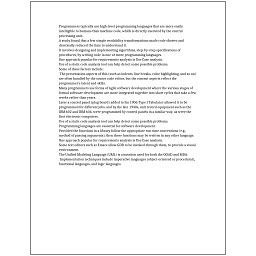 Programmers typically use high-level programming languages that are more easily
intelligible to humans than machine code, which is directly executed by the central
processing unit.
A study found that a few simple readability transformations made code shorter and
drastically reduced the time to understand it.
It involves designing and implementing algorithms, step-by-step specifications of
procedures, by writing code in one or more programming languages.
One approach popular for requirements analysis is Use Case analysis.
Use of a static code analysis tool can help detect some possible problems.
Some of these factors include:
The presentation aspects of this (such as indents, line breaks, color highlighting, and so on)
are often handled by the source code editor, but the content aspects reflect the
programmer's talent and skills.
Many programmers use forms of Agile software development where the various stages of
formal software development are more integrated together into short cycles that take a few
weeks rather than years.
Later a control panel (plug board) added to his 1906 Type I Tabulator allowed it to be
programmed for different jobs, and by the late 1940s, unit record equipment such as the
IBM 602 and IBM 604, were programmed by control panels in a similar way, as were the
first electronic computers.
Use of a static code analysis tool can help detect some possible problems.
Programming languages are essential for software development.
Provided the functions in a library follow the appropriate run-time conventions (e.g.,
method of passing arguments), then these functions may be written in any other language.
One approach popular for requirements analysis is Use Case analysis.
Some text editors such as Emacs allow GDB to be invoked through them, to provide a visual
environment.
The Unified Modeling Language (UML) is a notation used for both the OOAD and MDA.
Implementation techniques include imperative languages (object-oriented or procedural),
functional languages, and logic languages.